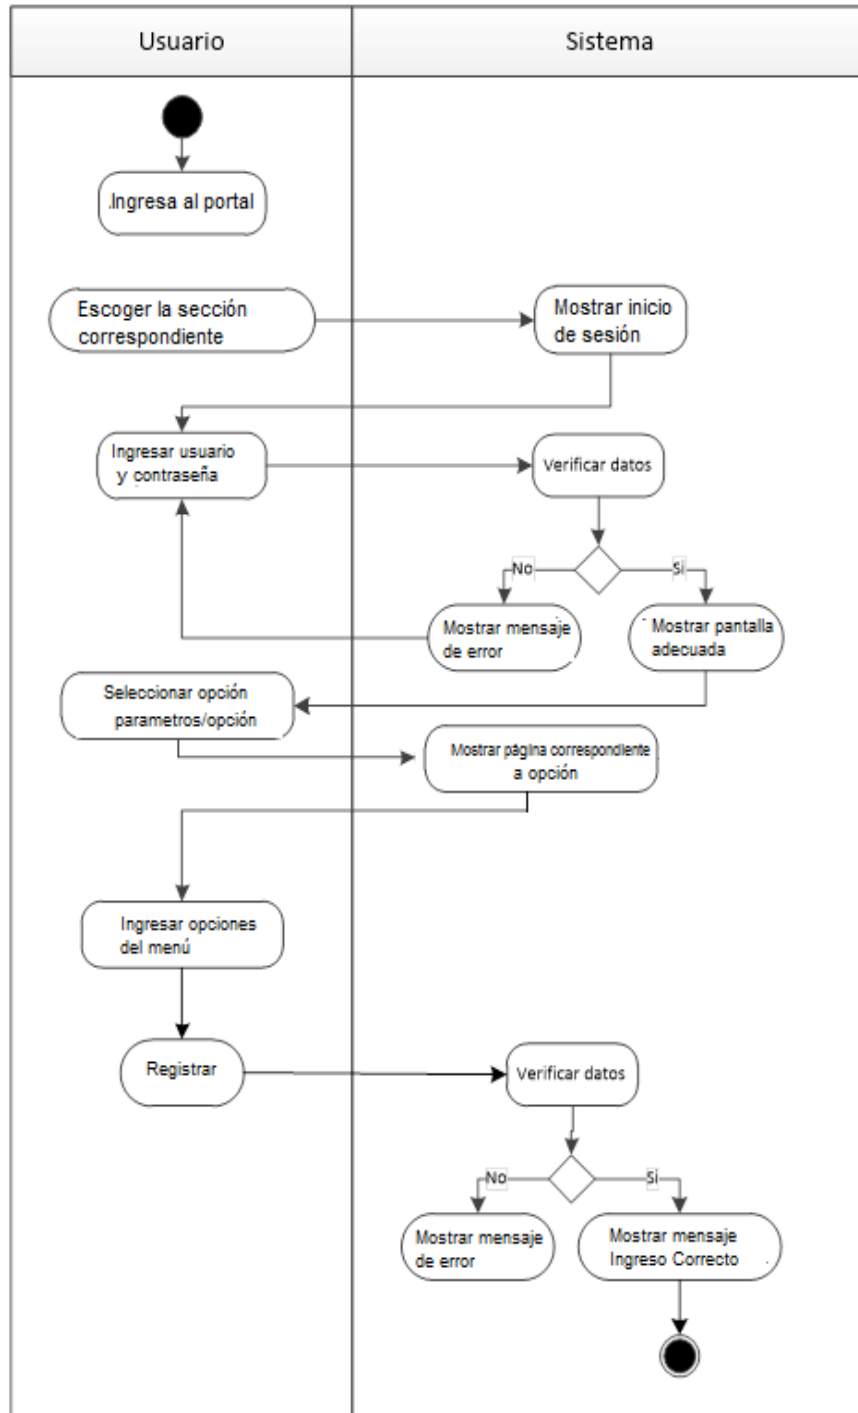 Usuario
Sistema
.Ingresa al portal
Escoger la sección
correspondiente
Mostrar inicio
de sesión
Ingresar usuario
y contraseña
Verificar datos
No
Si
Mostrar mensaje
de error
Mostrar pantalla
adecuada
Seleccionar opción
parametros/opción
Mostrar página correspondiente
a opción
Ingresar opciones
del menú
Registrar
Verificar datos
No
Si
Mostrar mensaje
de error
Mostrar mensaje
Ingreso Correcto